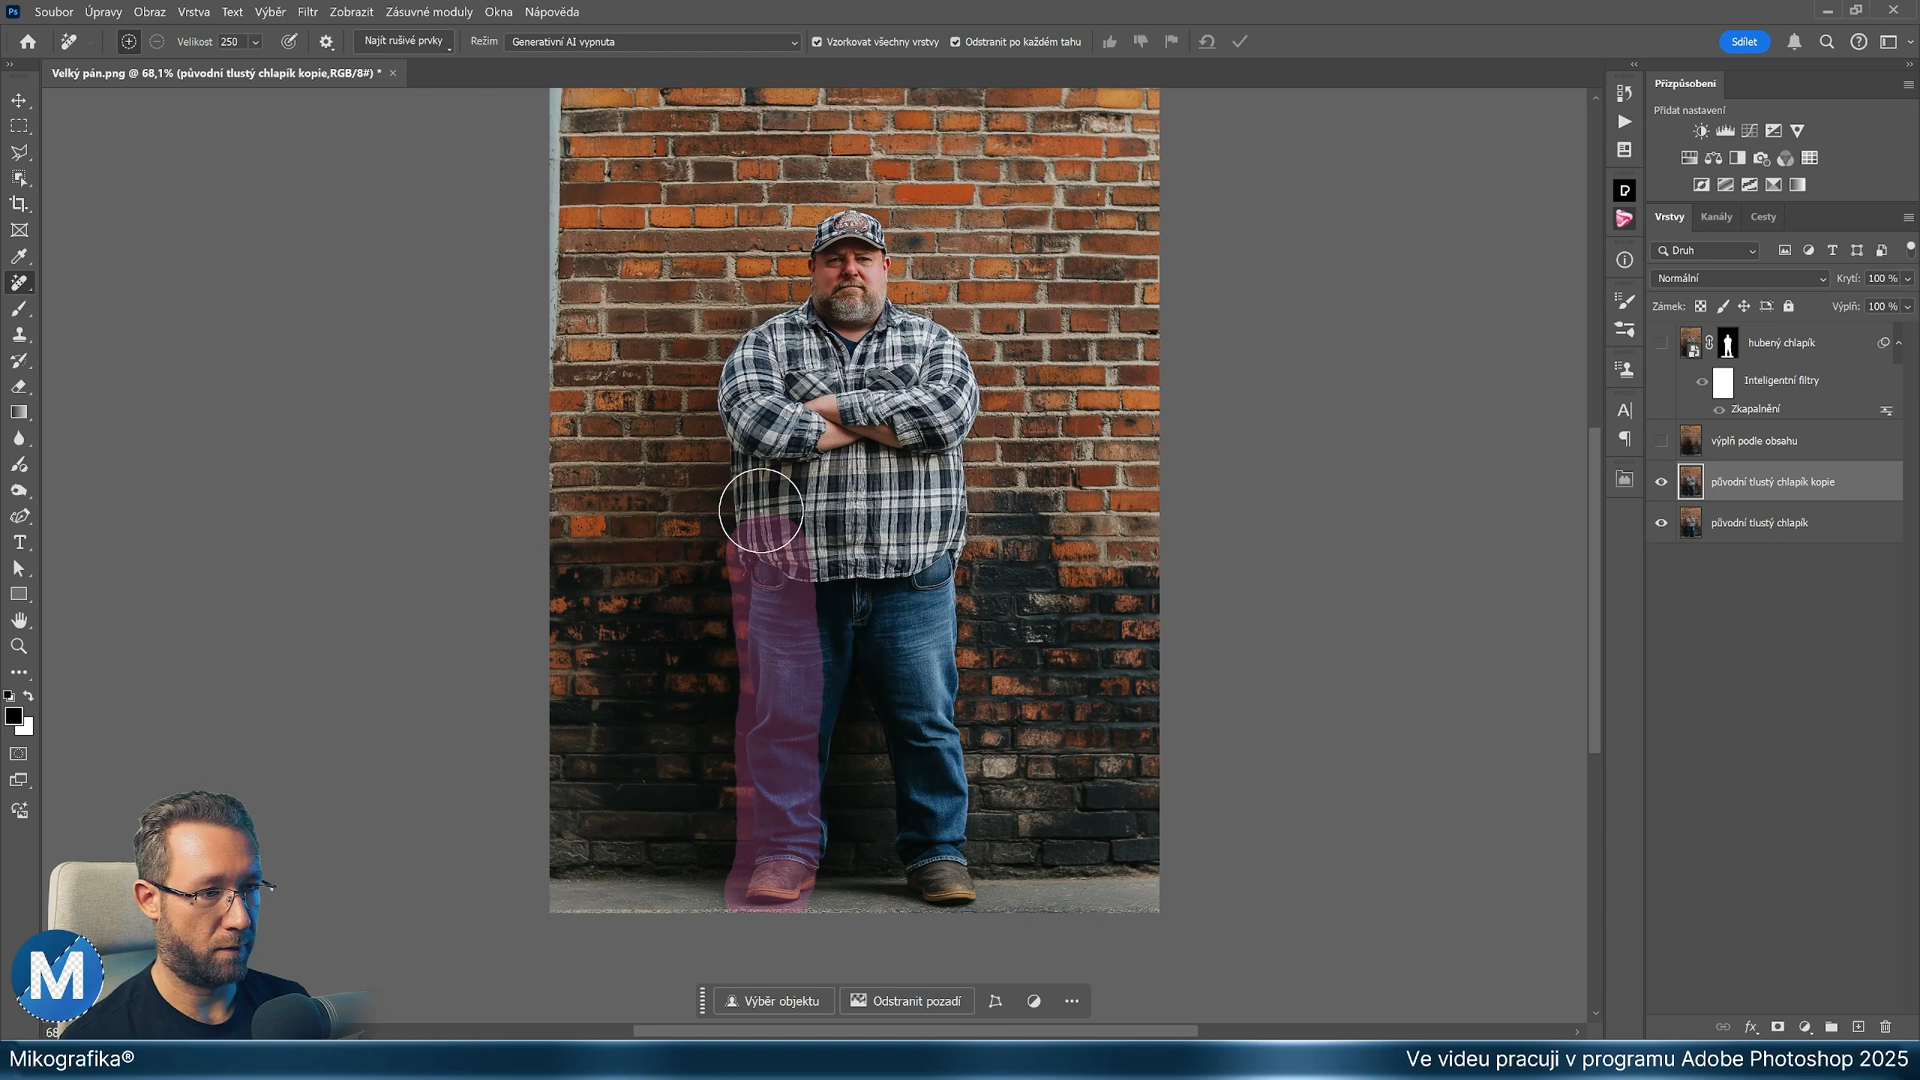 Ps Soubor Úpravy Obraz Vrstva Text Výběr Filtr Zobrazit Zásuvné moduly Okna Nápověda
Velikost 250 Najít rušivé prvky Režim Generativní AI vypnuta Vzorkovat všechny vrstvy Odstranit po každém tahu Sdílet
Velký pán.png @ 68,1% (původní tlustý chlapík kopie,RGB/8#) *
Přizpůsobení
Přidat nastavení
Vrstvy Kanály Cesty
Druh
Normální Krytí: 100 %
Zámek: Výplň: 100 %
hubený chlapík
Inteligentní filtry
Zkapalnění
výplň podle obsahu
původní tlustý chlapík kopie
původní tlustý chlapík
Výběr objektu Odstranit pozadí
M
68
Mikografika® Ve videu pracuji v programu Adobe Photoshop 2025